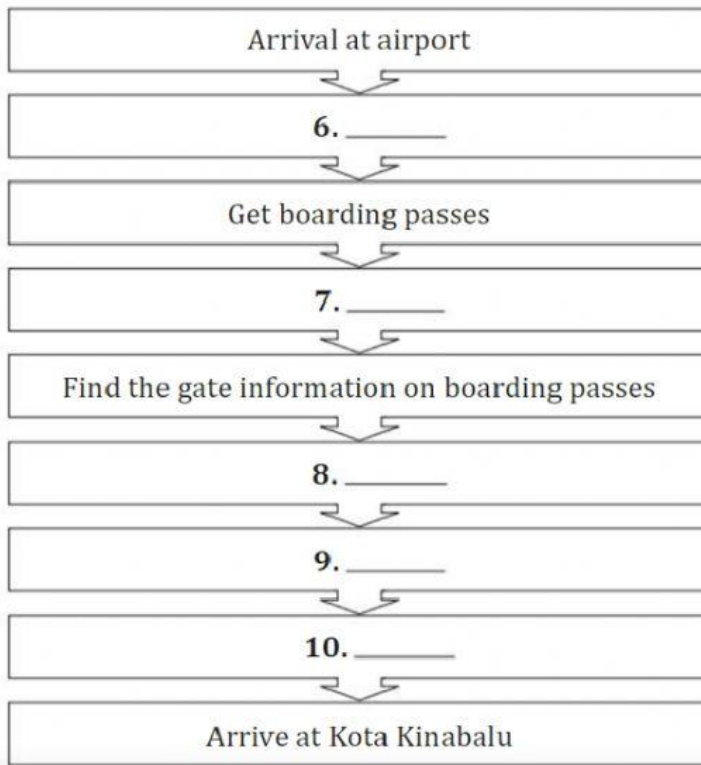 Arrival at airport
6. ________
Get boarding passes
7. ________
Find the gate information on boarding passes
8. ________
9. ________
10. ________
Arrive at Kota Kinabalu